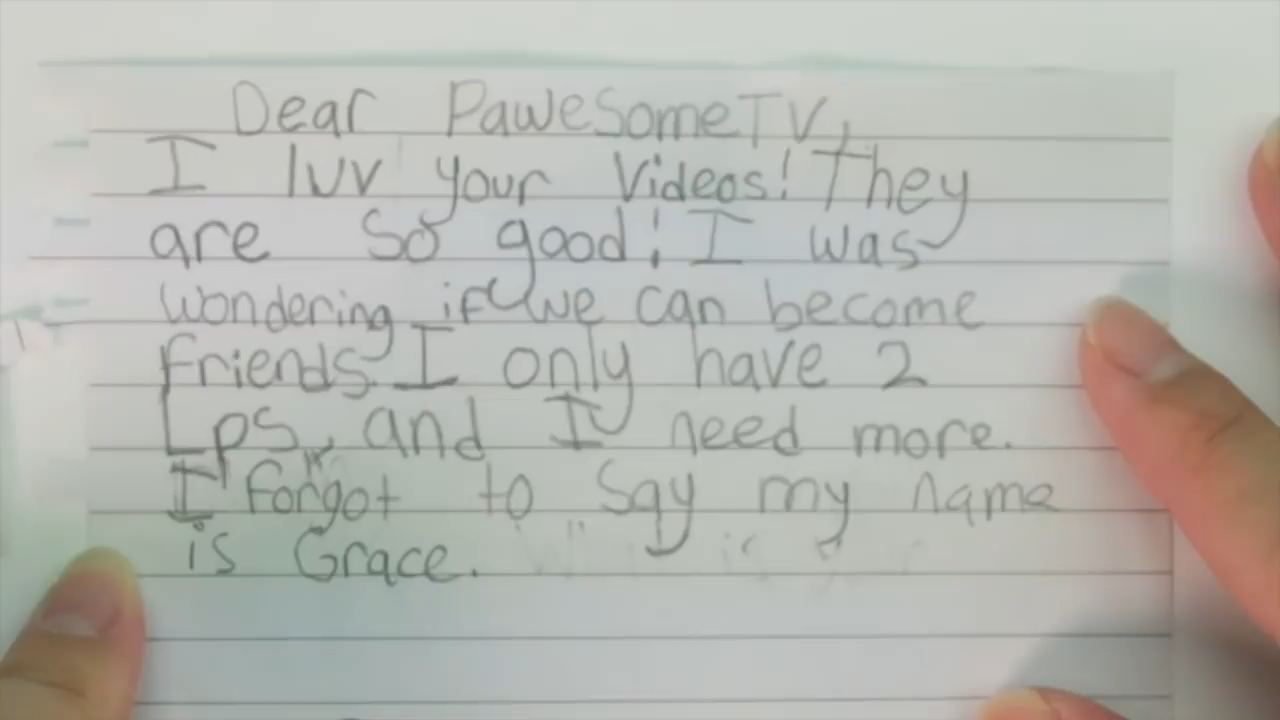 Dear PaweSomeTV,
I luv your Videos! They
are so good! I was
wondering if we can become
friends. I only have 2
Lps, and I need more.
I forgot to say my name
is Grace.